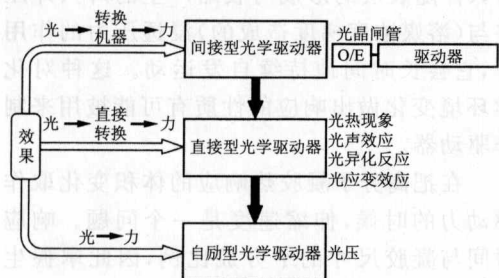 转换
光 机器 力
间接型光学驱动器
光晶闸管
O/E
驱动器
光 直接 力
转换
效果
直接型光学驱动器
光热现象
光声效应
光异化反应
光应变效应
光 力
自励型光学驱动器
光压